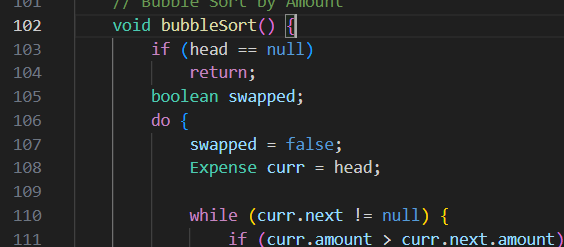 101 // Bubble Sort by Amount
102 void bubbleSort() {
103 if (head == null)
104 return;
105 boolean swapped;
106 do {
107 swapped = false;
108 Expense curr = head;
109
110 while (curr.next != null) {
111 if (curr.amount > curr.next.amount)